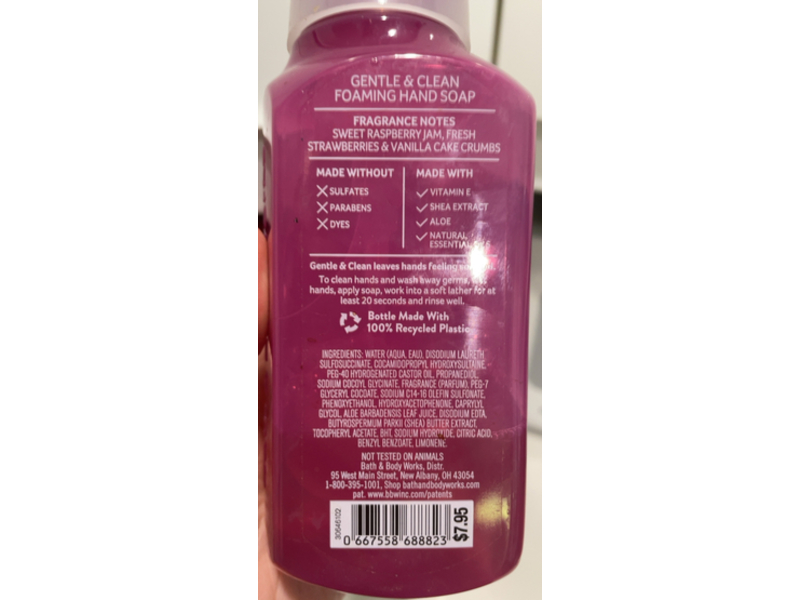 GENTLE & CLEAN
FOAMING HAND SOAP
FRAGRANCE NOTES
SWEET RASPBERRY JAM, FRESH
STRAWBERRIES & VANILLA CAKE CRUMBS
MADE WITHOUT
SULFATES
PARABENS
DYES
MADE WITH
VITAMIN E
SHEA EXTRACT
ALOE
NATURAL
ESSENTIAL
Gentle & Clean leaves hands feeling
To clean hands and wash away germs,
hands, apply soap, work into a soft lather for at
least 20 seconds and rinse well.
Bottle Made With
100% Recycled Plastic
INGREDIENTS: WATER (AQUA, EAU), DISODIUM LAURETH
SULFOSUCCINATE, COCAMIDOPROPYL HYDROXYSULTAINE,
PEG-40 HYDROGENATED CASTOR OIL, PROPANEDIOL,
SODIUM COCOYL GLYCINATE, FRAGRANCE (PARFUM), PEG-7
GLYCERYL COCOATE, SODIUM C14-16 OLEFIN SULFONATE,
PHENOXYETHANOL, HYDROXYACETOPHENONE, CAPRYLYL
GLYCOL, ALOE BARBADENSIS LEAF JUICE, DISODIUM EDTA,
BUTYROSPERMUM PARKII (SHEA) BUTTER EXTRACT,
TOCOPHERYL ACETATE, BHT, SODIUM HYDROXIDE, CITRIC ACID,
BENZYL BENZOATE, LIMONENE.
NOT TESTED ON ANIMALS
Bath & Body Works, Distr.
95 West Main Street, New Albany, OH 43054
1-800-395-1001, Shop bathandbodyworks.com
pat. www.bbwinc.com/patents
30646102
0 667558 688823
$7.95